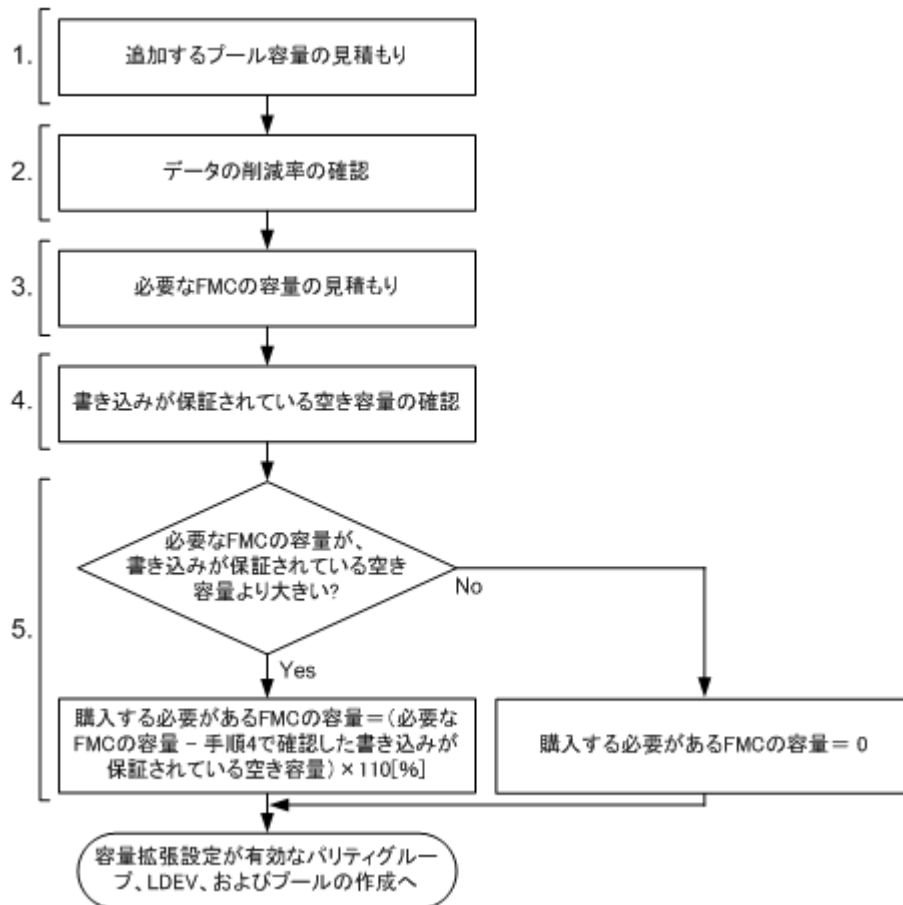 1.
追加するプール容量の見積もり
2.
データの削減率の確認
3.
必要なFMCの容量の見積もり
4.
書き込みが保証されている空き容量の確認
5.
必要なFMCの容量が、
書き込みが保証されている空き
容量より大きい?
No
Yes
購入する必要があるFMCの容量＝(必要な
FMCの容量 − 手順4で確認した書き込みが
保証されている空き容量)×110[%]
購入する必要があるFMCの容量＝ 0
容量拡張設定が有効なパリティグルー
プ、LDEV、およびプールの作成へ